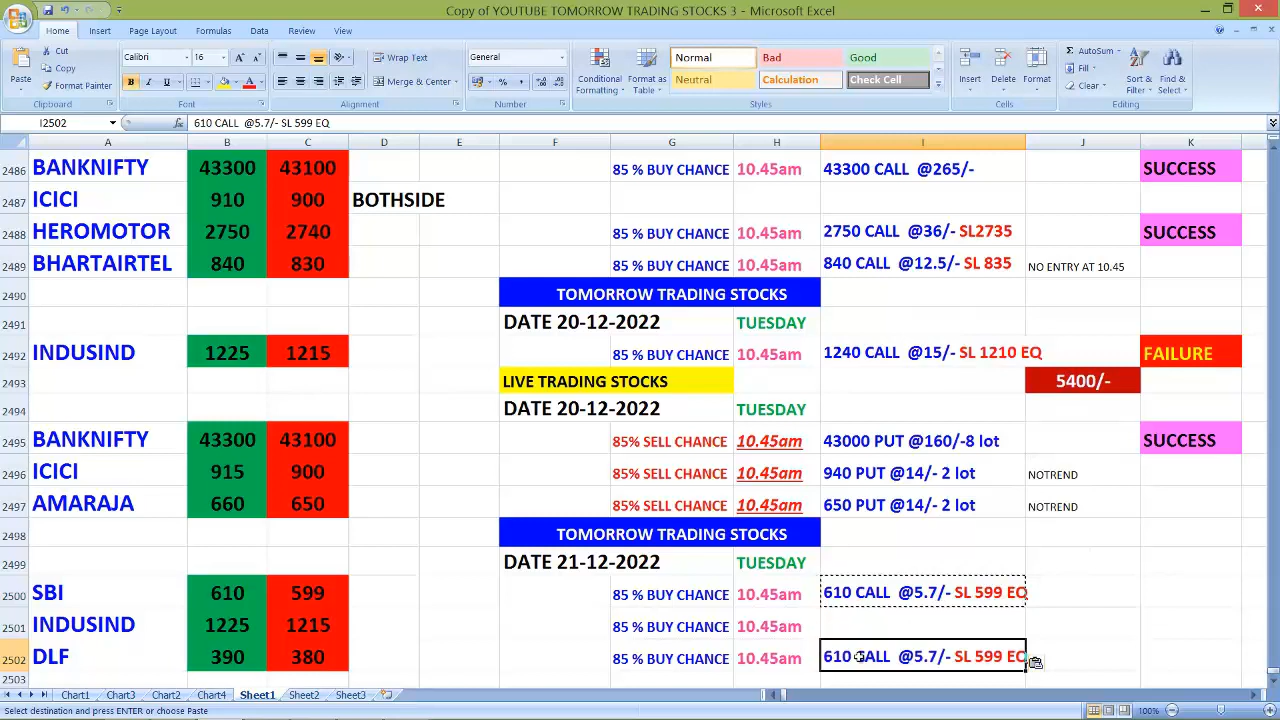 Copy of YOUTUBE TOMORROW TRADING STOCKS 3 - Microsoft Excel
Home Insert Page Layout Formulas Data Review View
Cut
Copy
Format Painter
Paste
Clipboard
Calibri 16
B I U
Font
Wrap Text
Merge & Center
Alignment
General
Number
Conditional Formatting
Format as Table
Normal Bad Good
Neutral Calculation Check Cell
Styles
Insert Delete Format
Cells
AutoSum
Fill
Clear
Sort & Filter
Find & Select
Editing
I2502 fx 610 CALL @5.7/- SL 599 EQ
A B C D E F G H I J K
2486 BANKNIFTY 43300 43100 85 % BUY CHANCE 10.45am 43300 CALL @265/- SUCCESS
2487 ICICI 910 900 BOTHSIDE
2488 HEROMOTOR 2750 2740 85 % BUY CHANCE 10.45am 2750 CALL @36/- SL2735 SUCCESS
2489 BHARTAIRTEL 840 830 85 % BUY CHANCE 10.45am 840 CALL @12.5/- SL 835 NO ENTRY AT 10.45
2490 TOMORROW TRADING STOCKS
2491 DATE 20-12-2022 TUESDAY
2492 INDUSIND 1225 1215 85 % BUY CHANCE 10.45am 1240 CALL @15/- SL 1210 EQ FAILURE
2493 LIVE TRADING STOCKS 5400/-
2494 DATE 20-12-2022 TUESDAY
2495 BANKNIFTY 43300 43100 85% SELL CHANCE 10.45am 43000 PUT @160/-8 lot SUCCESS
2496 ICICI 915 900 85% SELL CHANCE 10.45am 940 PUT @14/- 2 lot NOTREND
2497 AMARAJA 660 650 85% SELL CHANCE 10.45am 650 PUT @14/- 2 lot NOTREND
2498 TOMORROW TRADING STOCKS
2499 DATE 21-12-2022 TUESDAY
2500 SBI 610 599 85 % BUY CHANCE 10.45am 610 CALL @5.7/- SL 599 EQ
2501 INDUSIND 1225 1215 85 % BUY CHANCE 10.45am
2502 DLF 390 380 85 % BUY CHANCE 10.45am 610 CALL @5.7/- SL 599 EQ
2503
Chart1 Chart3 Chart2 Chart4 Sheet1 Sheet2 Sheet3
Select destination and press ENTER or choose Paste 100%